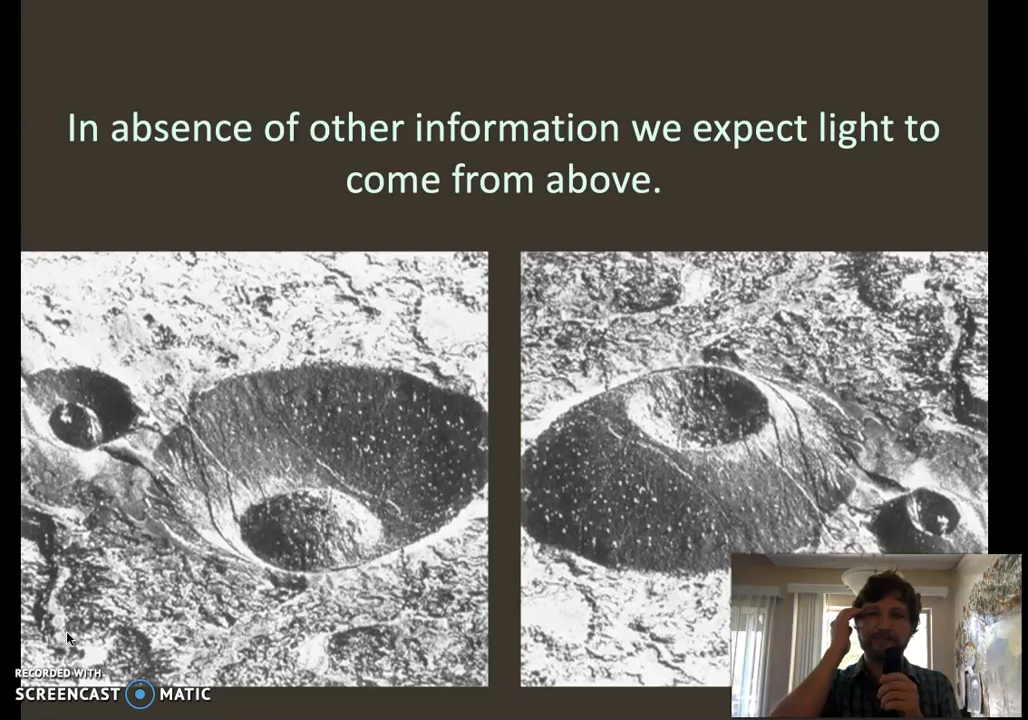 In absence of other information we expect light to
come from above.
RECORDED WITH
SCREENCAST MATIC